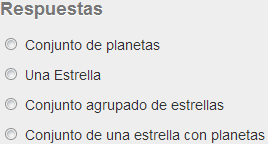 Respuestas
Conjunto de planetas
Una Estrella
Conjunto agrupado de estrellas
Conjunto de una estrella con planetas